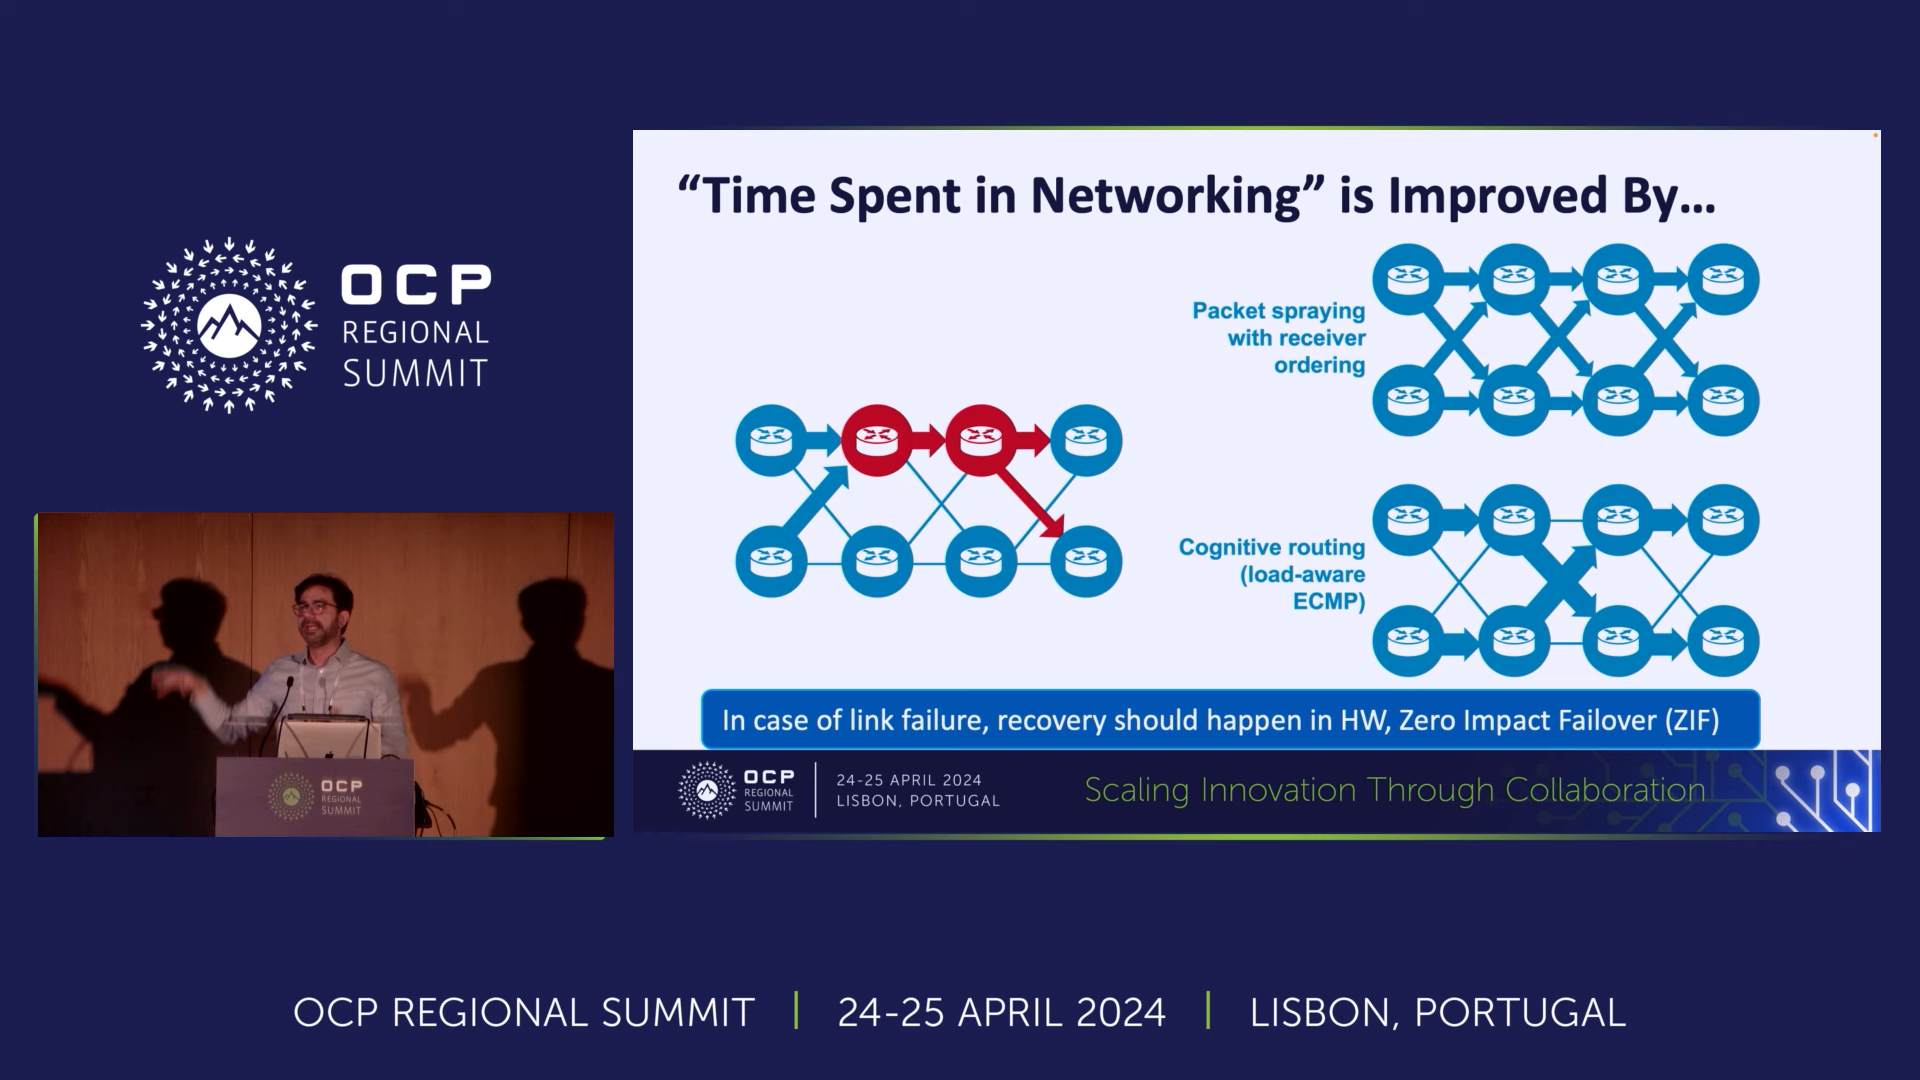 OCP
REGIONAL
SUMMIT
“Time Spent in Networking” is Improved By...
Packet spraying
with receiver
ordering
Cognitive routing
(load-aware
ECMP)
In case of link failure, recovery should happen in HW, Zero Impact Failover (ZIF)
OCP
REGIONAL
SUMMIT
24-25 APRIL 2024
LISBON, PORTUGAL
Scaling Innovation Through Collaboration
OCP
REGIONAL
SUMMIT
OCP REGIONAL SUMMIT | 24-25 APRIL 2024 | LISBON, PORTUGAL